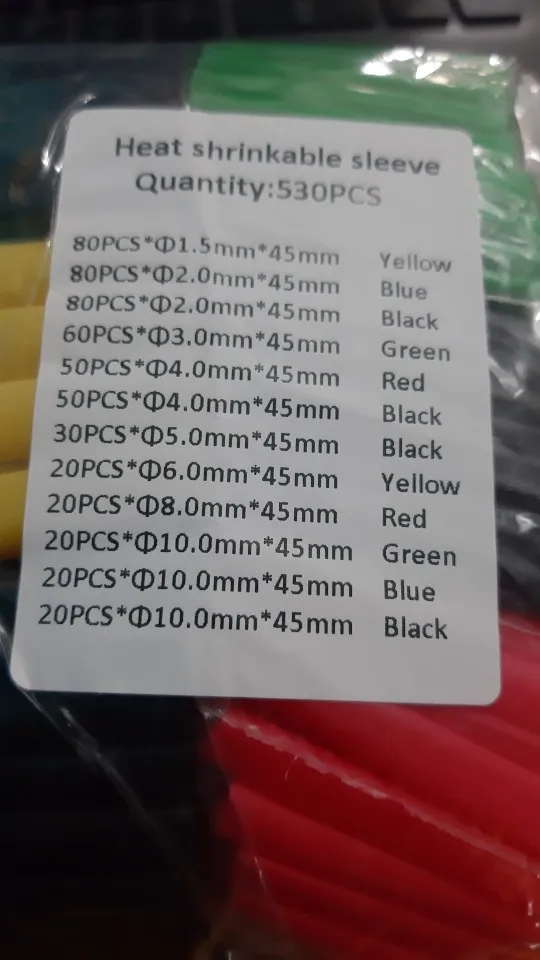 Heat shrinkable sleeve
Quantity:530PCS
80PCS*Φ1.5mm*45mm Yellow
80PCS*Φ2.0mm*45mm Blue
80PCS*Φ2.0mm*45mm Black
60PCS*Φ3.0mm*45mm Green
50PCS*Φ4.0mm*45mm Red
50PCS*Φ4.0mm*45mm Black
30PCS*Φ5.0mm*45mm Black
20PCS*Φ6.0mm*45mm Yellow
20PCS*Φ8.0mm*45mm Red
20PCS*Φ10.0mm*45mm Green
20PCS*Φ10.0mm*45mm Blue
20PCS*Φ10.0mm*45mm Black